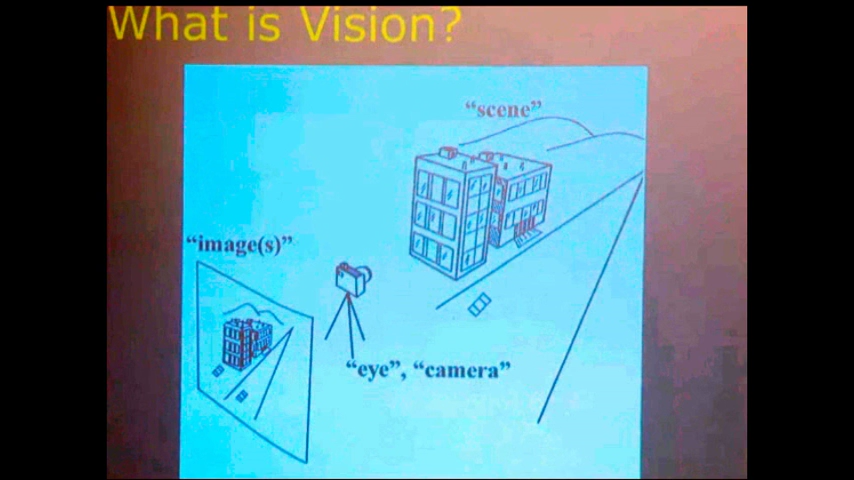 What is Vision?
“scene”
“image(s)”
“eye”, “camera”